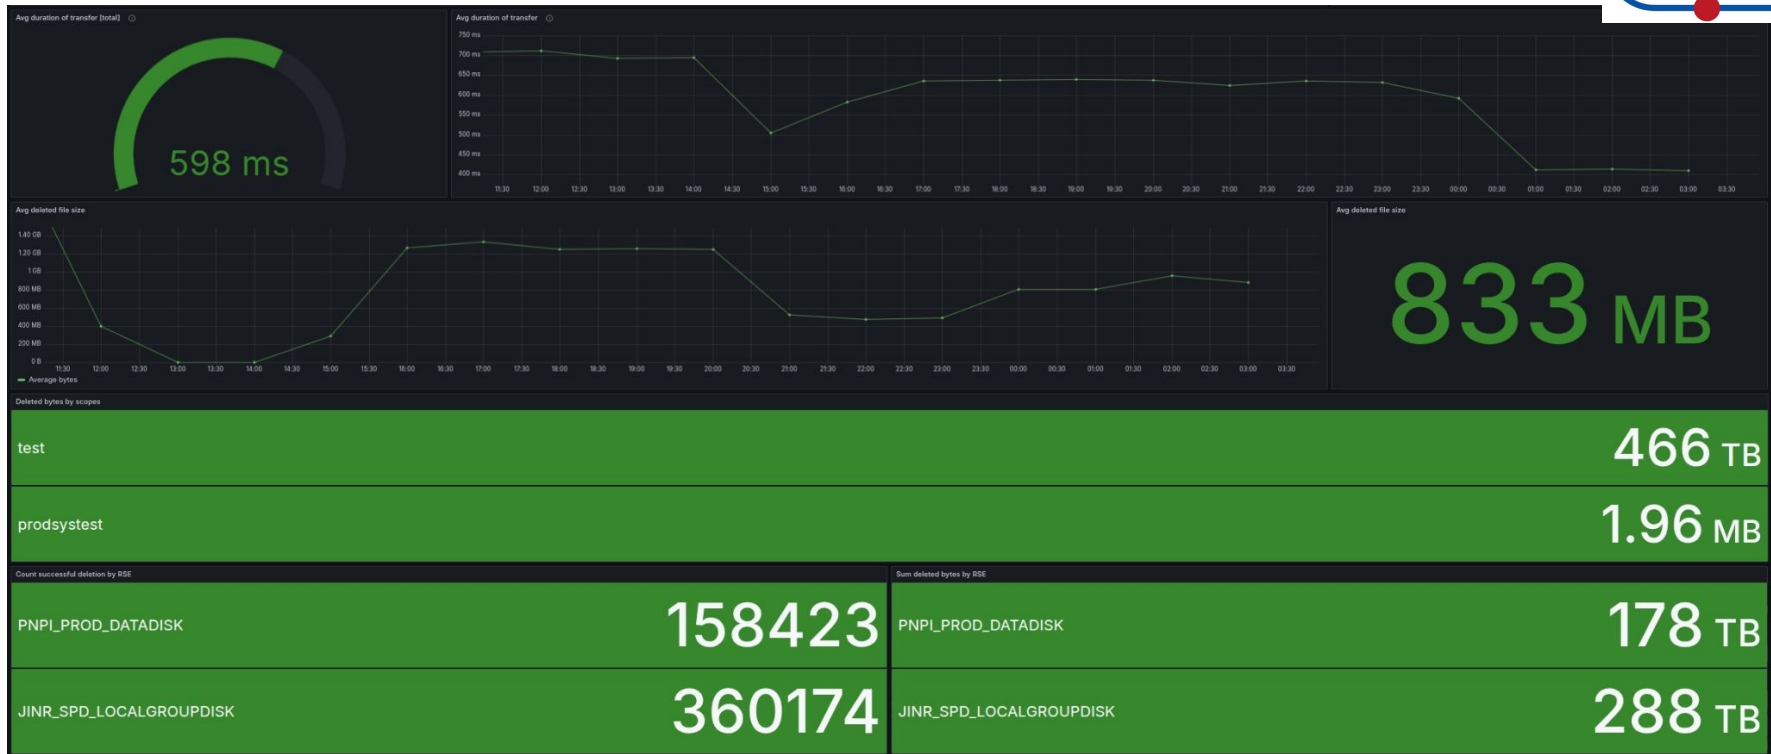 Avg duration of transfer [total]
598 ms
Avg duration of transfer
750 ms
700 ms
650 ms
600 ms
550 ms
500 ms
450 ms
400 ms
11:30 12:00 12:30 13:00 13:30 14:00 14:30 15:00 15:30 16:00 16:30 17:00 17:30 18:00 18:30 19:00 19:30 20:00 20:30 21:00 21:30 22:00 22:30 23:00 23:30 00:00 00:30 01:00 01:30 02:00 02:30 03:00 03:30
Avg deleted file size
1.40 GB
1.20 GB
1 GB
800 MB
600 MB
400 MB
200 MB
0 B
11:30 12:00 12:30 13:00 13:30 14:00 14:30 15:00 15:30 16:00 16:30 17:00 17:30 18:00 18:30 19:00 19:30 20:00 20:30 21:00 21:30 22:00 22:30 23:00 23:30 00:00 00:30 01:00 01:30 02:00 02:30 03:00 03:30
Average bytes
Avg deleted file size
833 MB
Deleted bytes by scopes
test 466 TB
prodsystest 1.96 MB
Count successful deletion by RSE
PNPI_PROD_DATADISK 158423
JINR_SPD_LOCALGROUPDISK 360174
Sum deleted bytes by RSE
PNPI_PROD_DATADISK 178 TB
JINR_SPD_LOCALGROUPDISK 288 TB